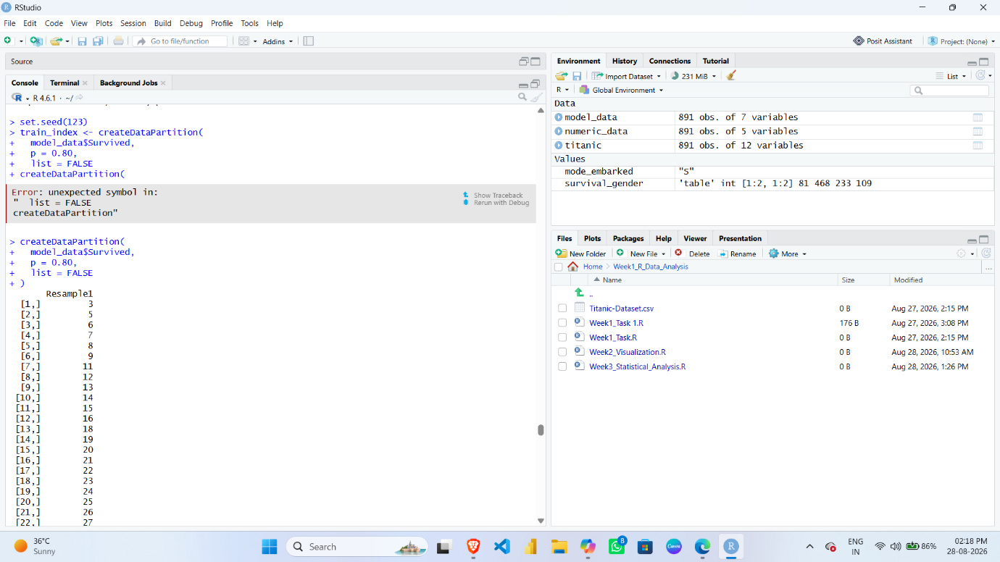 RStudio
File Edit Code View Plots Session Build Debug Profile Tools Help
Go to file/function Addins Posit Assistant Project: (None)
Source
Console Terminal Background Jobs
R 4.6.1 · ~/
> set.seed(123)
> train_index <- createDataPartition(
+   model_data$Survived,
+   p = 0.80,
+   list = FALSE
+ createDataPartition(
Error: unexpected symbol in:
"  list = FALSE
createDataPartition"
Show Traceback
Rerun with Debug
> createDataPartition(
+   model_data$Survived,
+   p = 0.80,
+   list = FALSE
+ )
Resample1
[1,] 3
[2,] 5
[3,] 6
[4,] 7
[5,] 8
[6,] 9
[7,] 11
[8,] 12
[9,] 13
[10,] 14
[11,] 15
[12,] 16
[13,] 18
[14,] 19
[15,] 20
[16,] 21
[17,] 22
[18,] 23
[19,] 24
[20,] 25
[21,] 26
[22,] 27
Environment History Connections Tutorial
Import Dataset 231 MiB List
R Global Environment
Data
model_data 891 obs. of 7 variables
numeric_data 891 obs. of 5 variables
titanic 891 obs. of 12 variables
Values
mode_embarked "S"
survival_gender 'table' int [1:2, 1:2] 81 468 233 109
Files Plots Packages Help Viewer Presentation
New Folder New File Delete Rename More
Home Week1_R_Data_Analysis ...
Name Size Modified
..
Titanic-Dataset.csv 0 B Aug 27, 2026, 2:15 PM
Week1_Task 1.R 176 B Aug 27, 2026, 3:08 PM
Week1_Task.R 0 B Aug 27, 2026, 2:15 PM
Week2_Visualization.R 0 B Aug 28, 2026, 10:53 AM
Week3_Statistical_Analysis.R 0 B Aug 28, 2026, 1:26 PM
36°C
Sunny
Search
8
ENG
IN
86%
02:18 PM
28-08-2026